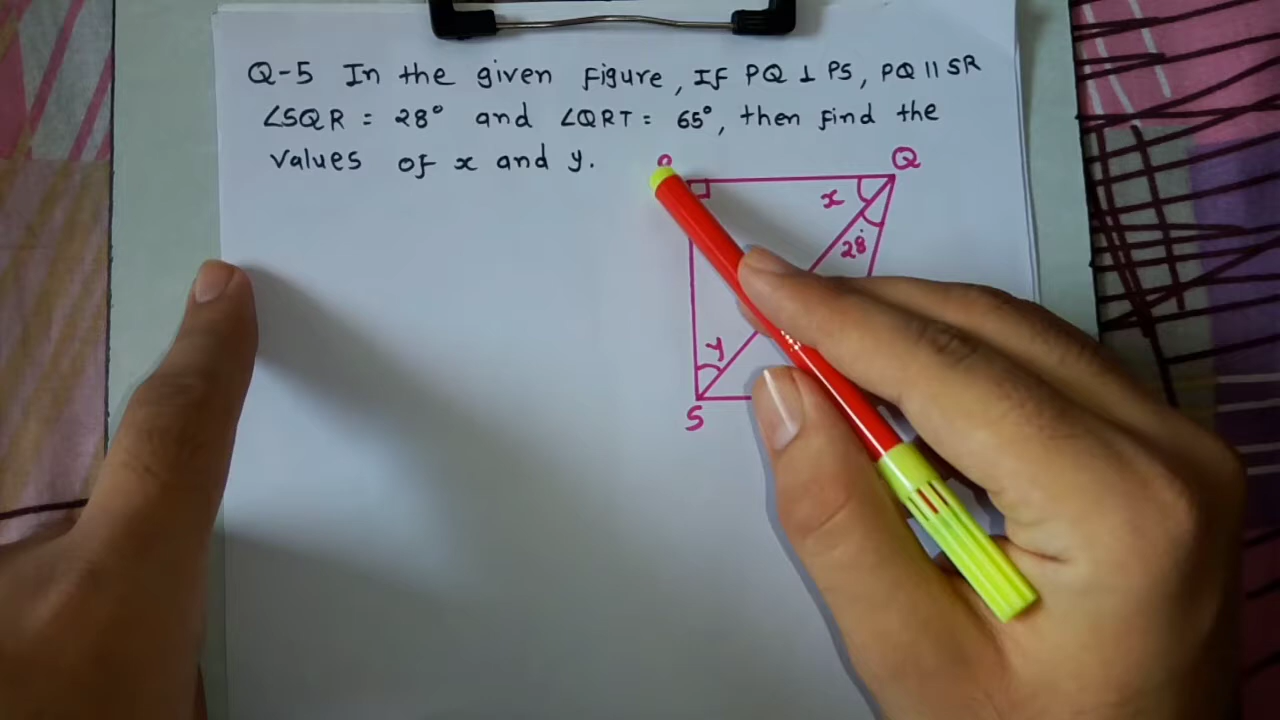 Q-5 In the given figure, If PQ ⊥ PS, PQ || SR
∠SQR = 28° and ∠QRT = 65°, then find the
values of x and y.
Q
x
28°
y
S